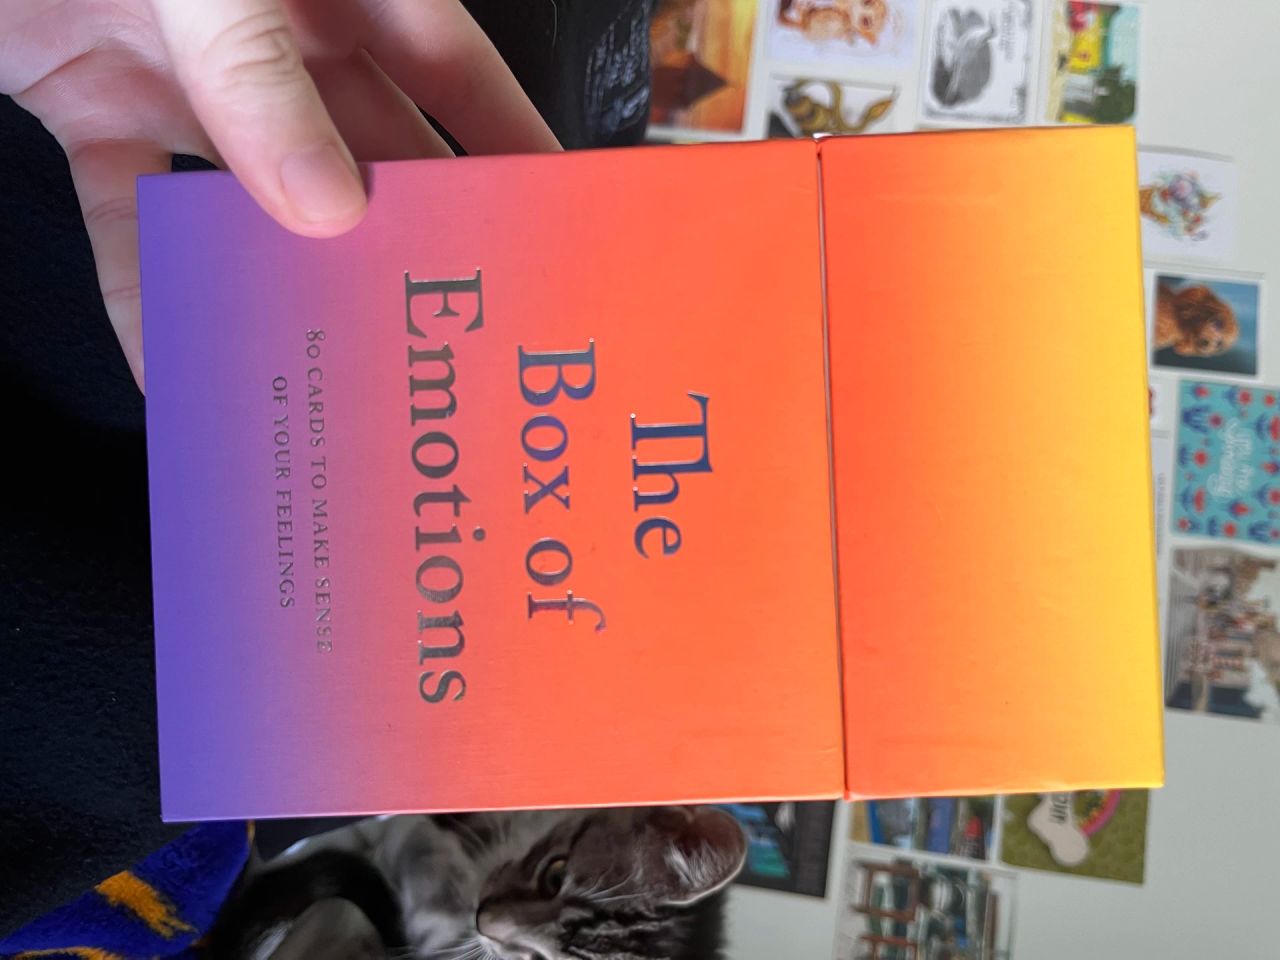 The
Box of
Emotions
80 CARDS TO MAKE SENSE
OF YOUR FEELINGS